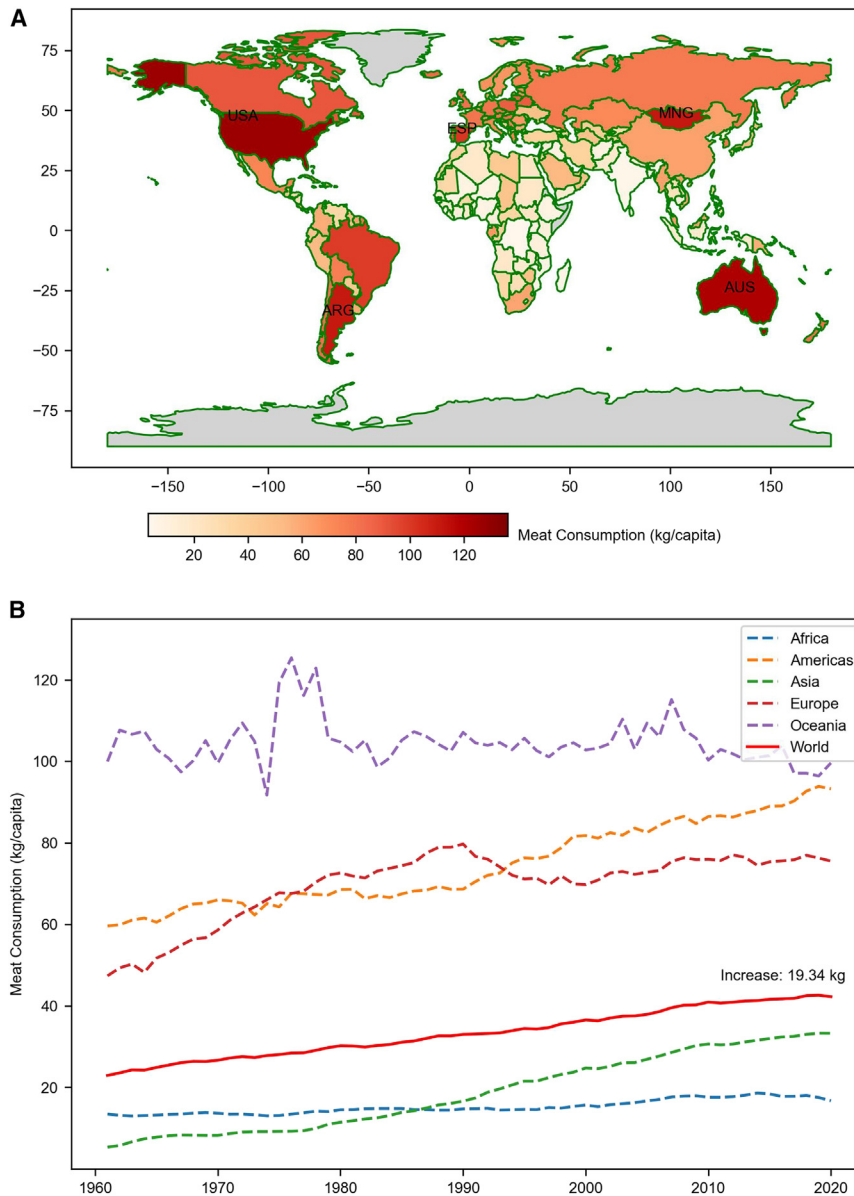 A
75
50
25
0
−25
−50
−75
USA
ESP
MNG
ARG
AUS
−150 −100 −50 0 50 100 150
20 40 60 80 100 120
Meat Consumption (kg/capita)
B
Meat Consumption (kg/capita)
120
100
80
60
40
20
Africa
Americas
Asia
Europe
Oceania
World
Increase: 19.34 kg
1960 1970 1980 1990 2000 2010 2020